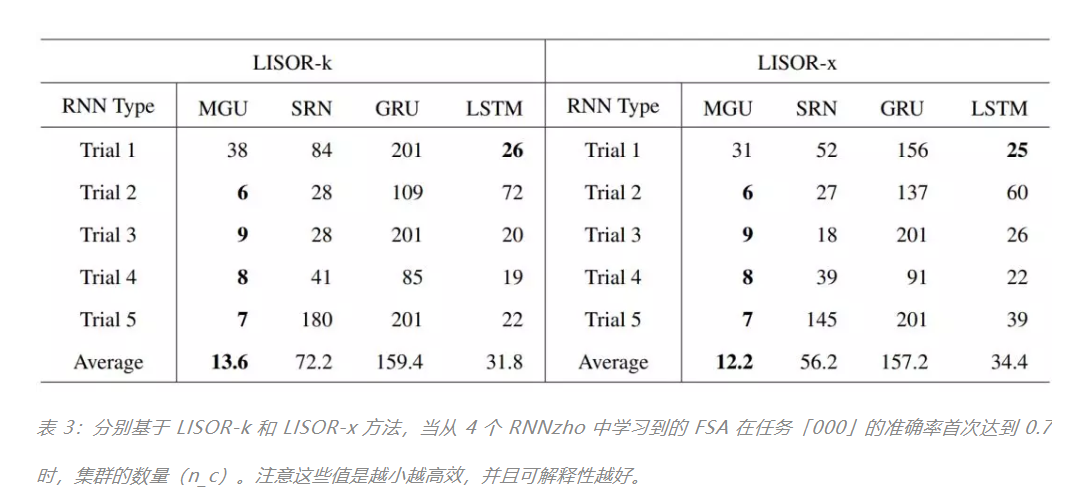 LISOR-k LISOR-x
RNN Type MGU SRN GRU LSTM RNN Type MGU SRN GRU LSTM
Trial 1 38 84 201 26 Trial 1 31 52 156 25
Trial 2 6 28 109 72 Trial 2 6 27 137 60
Trial 3 9 28 201 20 Trial 3 9 18 201 26
Trial 4 8 41 85 19 Trial 4 8 39 91 22
Trial 5 7 180 201 22 Trial 5 7 145 201 39
Average 13.6 72.2 159.4 31.8 Average 12.2 56.2 157.2 34.4
表 3：分别基于 LISOR-k 和 LISOR-x 方法，当从 4 个 RNNzho 中学习到的 FSA 在任务「000」的准确率首次达到 0.7
时，集群的数量（n_c）。注意这些值是越小越高效，并且可解释性越好。